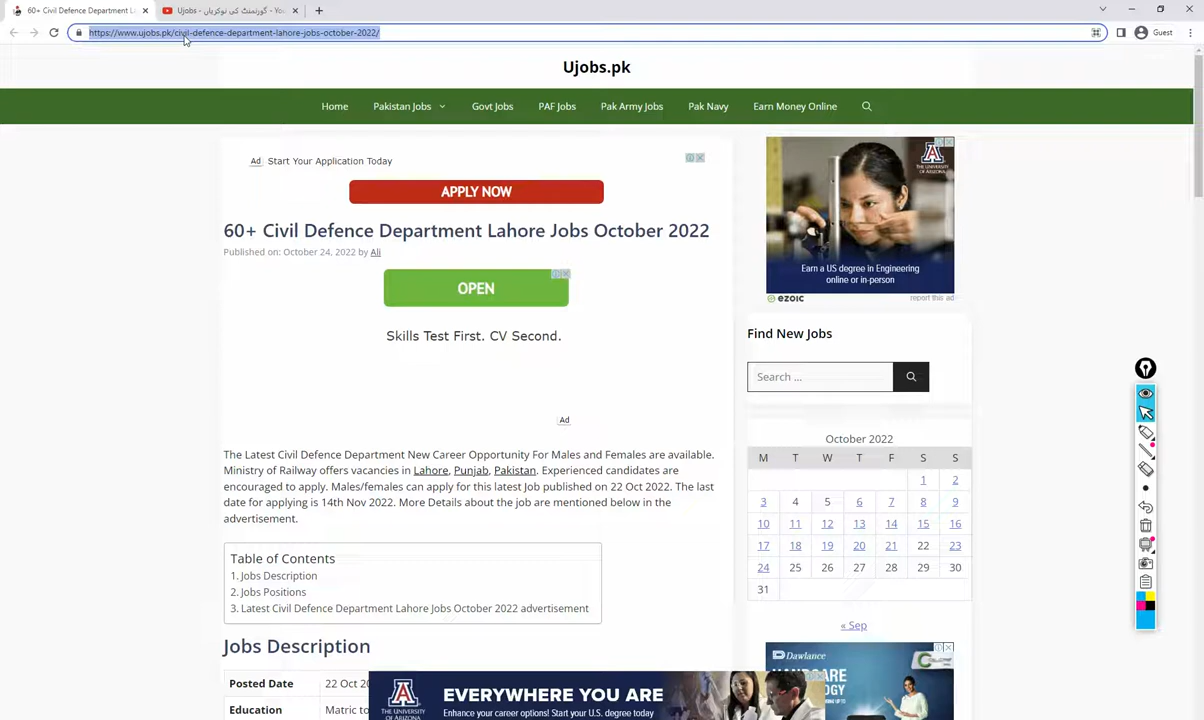 60+ Civil Defence Department L
Ujobs - گورنمنٹ کی نوکریاں - Yo
https://www.ujobs.pk/civil-defence-department-lahore-jobs-october-2022/
Guest
Ujobs.pk
Home
Pakistan Jobs
Govt Jobs
PAF Jobs
Pak Army Jobs
Pak Navy
Earn Money Online
Ad Start Your Application Today
APPLY NOW
60+ Civil Defence Department Lahore Jobs October 2022
Published on: October 24, 2022 by Ali
OPEN
Skills Test First. CV Second.
Ad
The Latest Civil Defence Department New Career Opportunity For Males and Females are available.
Ministry of Railway offers vacancies in Lahore, Punjab, Pakistan. Experienced candidates are
encouraged to apply. Males/females can apply for this latest Job published on 22 Oct 2022. The last
date for applying is 14th Nov 2022. More Details about the job are mentioned below in the
advertisement.
Table of Contents
1. Jobs Description
2. Jobs Positions
3. Latest Civil Defence Department Lahore Jobs October 2022 advertisement
Jobs Description
Posted Date 22 Oct 20
Education Matric to
THE UNIVERSITY
OF ARIZONA
Earn a US degree in Engineering
online or in-person
ezoic report this ad
Find New Jobs
Search ...
October 2022
M T W T F S S
1 2
3 4 5 6 7 8 9
10 11 12 13 14 15 16
17 18 19 20 21 22 23
24 25 26 27 28 29 30
31
« Sep
Dawlance
THE UNIVERSITY
OF ARIZONA
EVERYWHERE YOU ARE
Enhance your career options! Start your U.S. degree today